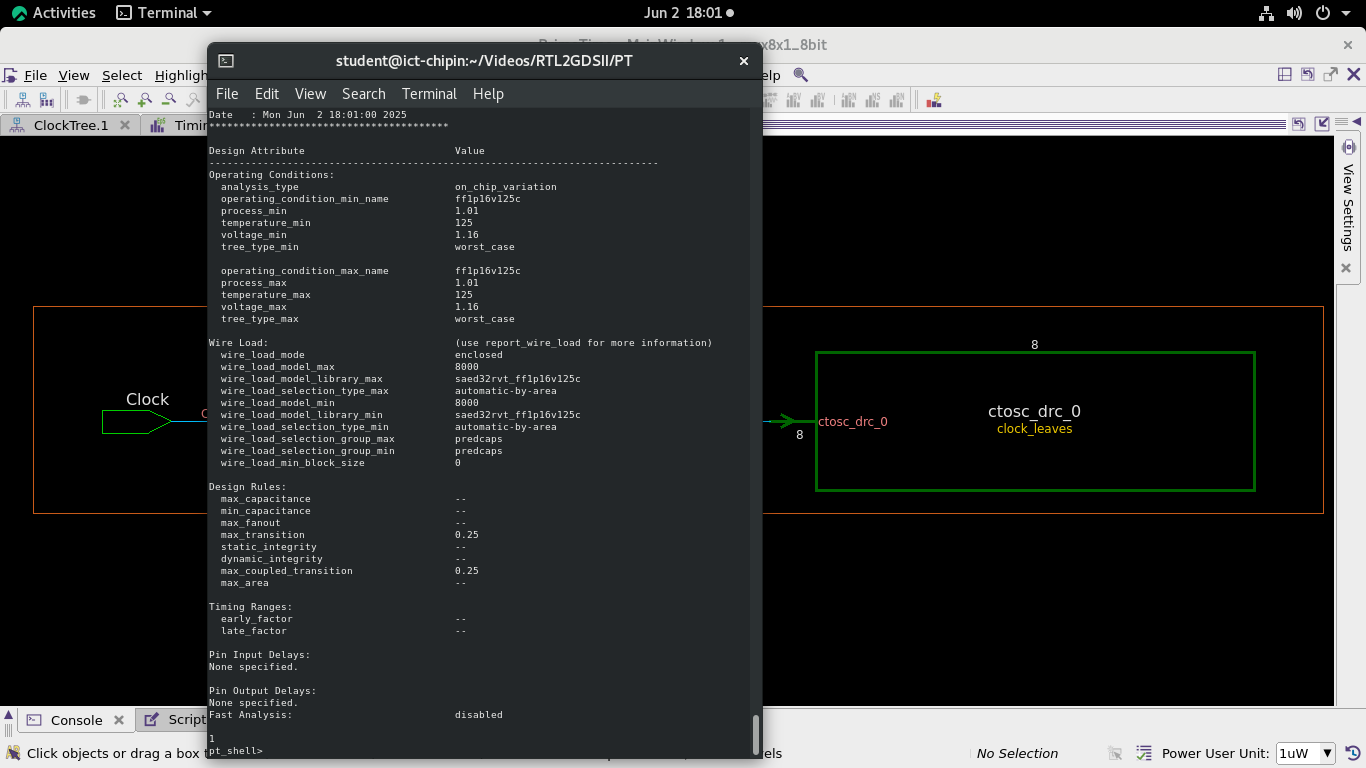 Activities
Terminal
Jun 2 18:01
x8x1_8bit
File View Select Highligh
elp
ClockTree.1
Timin
student@ict-chipin:~/Videos/RTL2GDSII/PT
File Edit View Search Terminal Help
Date   : Mon Jun  2 18:01:00 2025
****************************************
Design Attribute                         Value
---------------------------------------------------------------------------
Operating Conditions:
analysis_type                          on_chip_variation
operating_condition_min_name           ff1p16v125c
process_min                            1.01
temperature_min                        125
voltage_min                            1.16
tree_type_min                          worst_case
operating_condition_max_name           ff1p16v125c
process_max                            1.01
temperature_max                        125
voltage_max                            1.16
tree_type_max                          worst_case
Wire Load:                               (use report_wire_load for more information)
wire_load_mode                         enclosed
wire_load_model_max                    8000
wire_load_model_library_max            saed32rvt_ff1p16v125c
wire_load_selection_type_max           automatic-by-area
wire_load_model_min                    8000
wire_load_model_library_min            saed32rvt_ff1p16v125c
wire_load_selection_type_min           automatic-by-area
wire_load_selection_group_max          predcaps
wire_load_selection_group_min          predcaps
wire_load_min_block_size               0
Design Rules:
max_capacitance                        --
min_capacitance                        --
max_fanout                             --
max_transition                         0.25
static_integrity                       --
dynamic_integrity                      --
max_coupled_transition                 0.25
max_area                               --
Timing Ranges:
early_factor                           --
late_factor                            --
Pin Input Delays:
None specified.
Pin Output Delays:
None specified.
Fast Analysis:                           disabled
1
pt_shell>
Clock
C
8
8
ctosc_drc_0
ctosc_drc_0
clock_leaves
View Settings
Console
Script
Click objects or drag a box t
els
No Selection
Power User Unit:
1uW